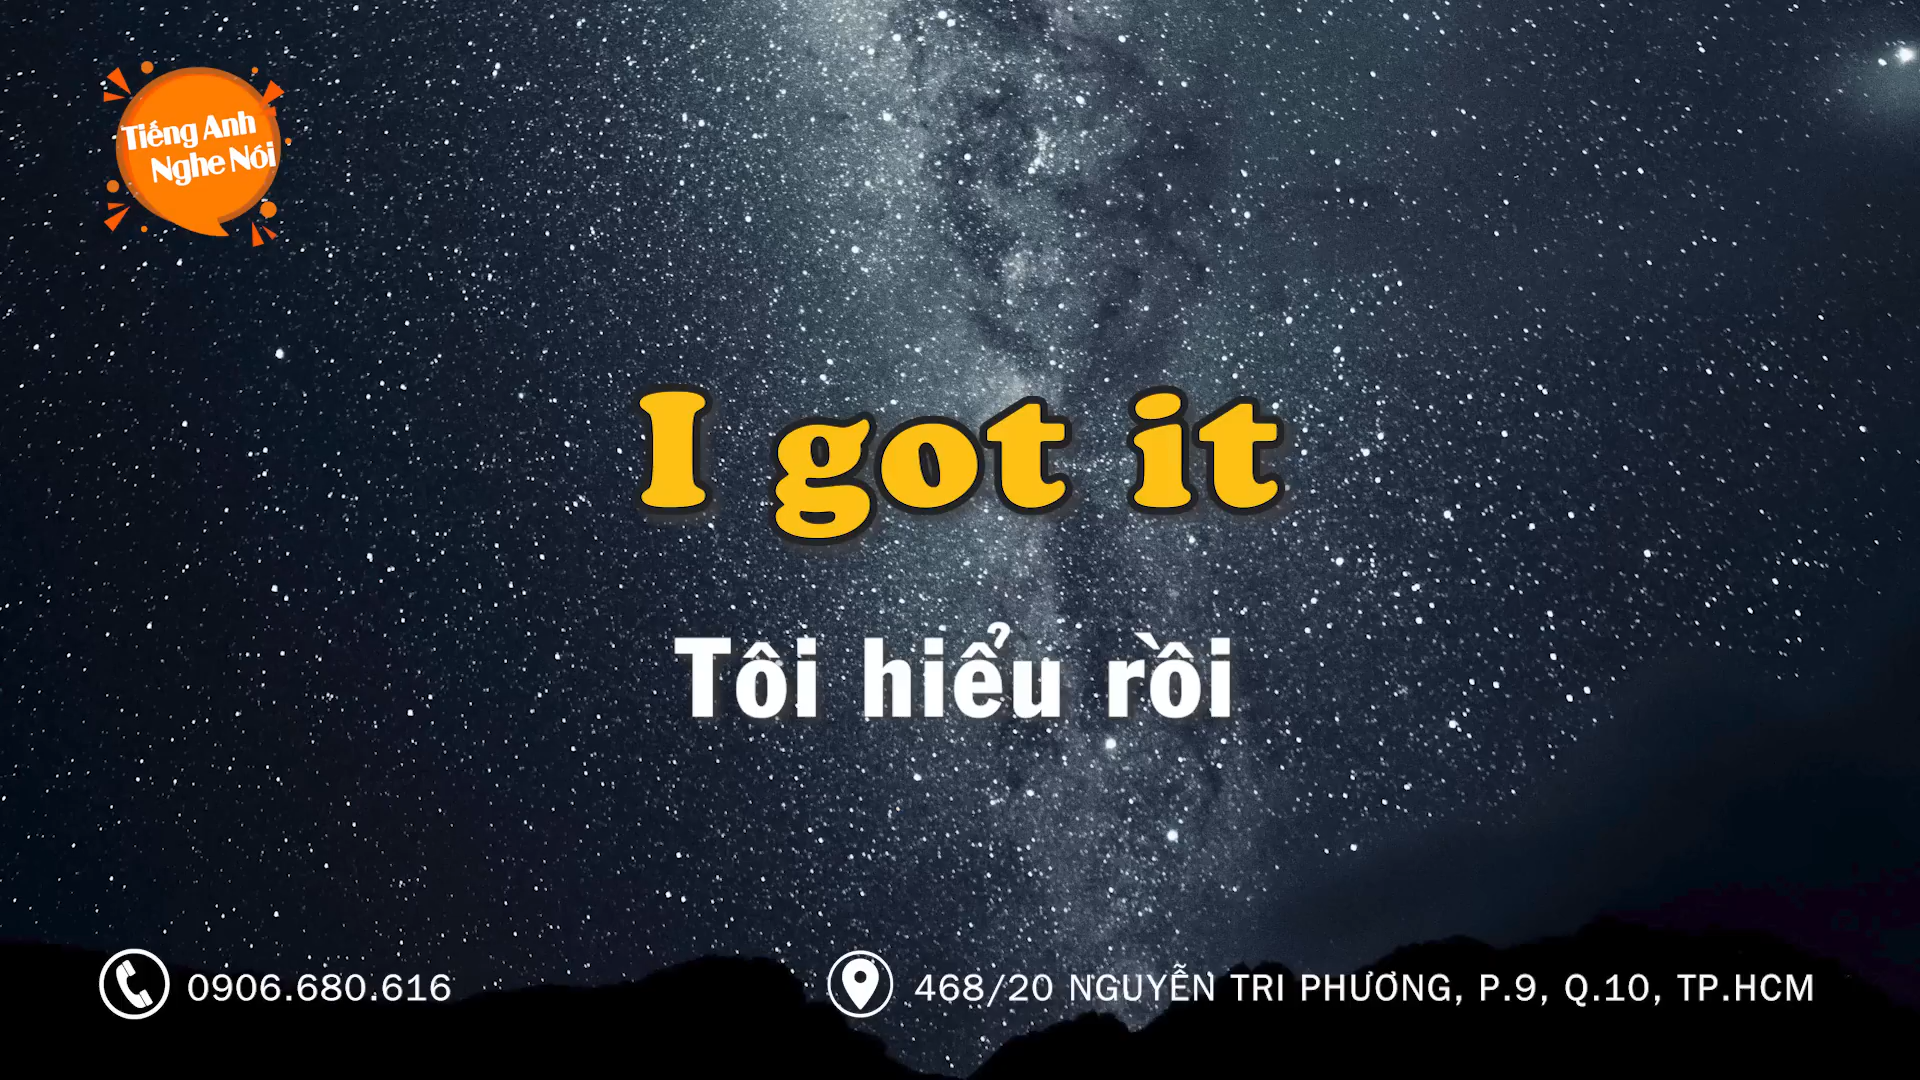 Tiếng Anh
Nghe Nói
I got it
Tôi hiểu rồi
0906.680.616
468/20 NGUYỄN TRI PHƯƠNG, P.9, Q.10, TP.HCM